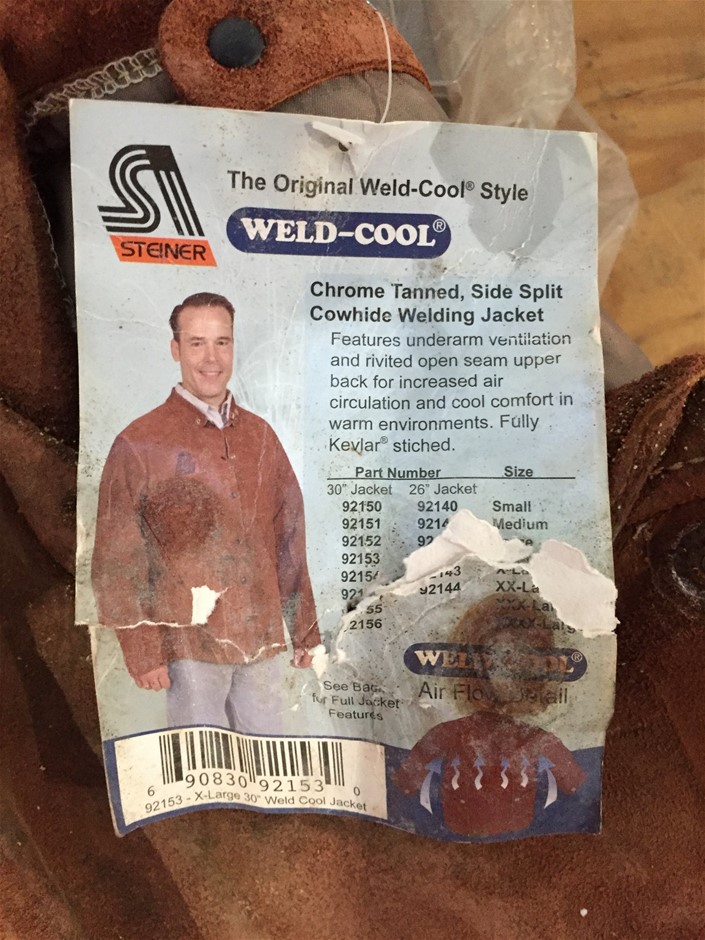 STEINER
The Original Weld-Cool® Style
WELD-COOL®
Chrome Tanned, Side Split
Cowhide Welding Jacket
Features underarm ventilation
and rivited open seam upper
back for increased air
circulation and cool comfort in
warm environments. Fully
Kevlar® stiched.
Part Number Size
30" Jacket 26" Jacket
92150 92140 Small
92151 Medium
92152
92153
92144
2156
WELD-COOL®
Air Flow Detail
See Back
for Full Jacket
Features
6 90830 92153 0
92153 - X-Large 30" Weld Cool Jacket